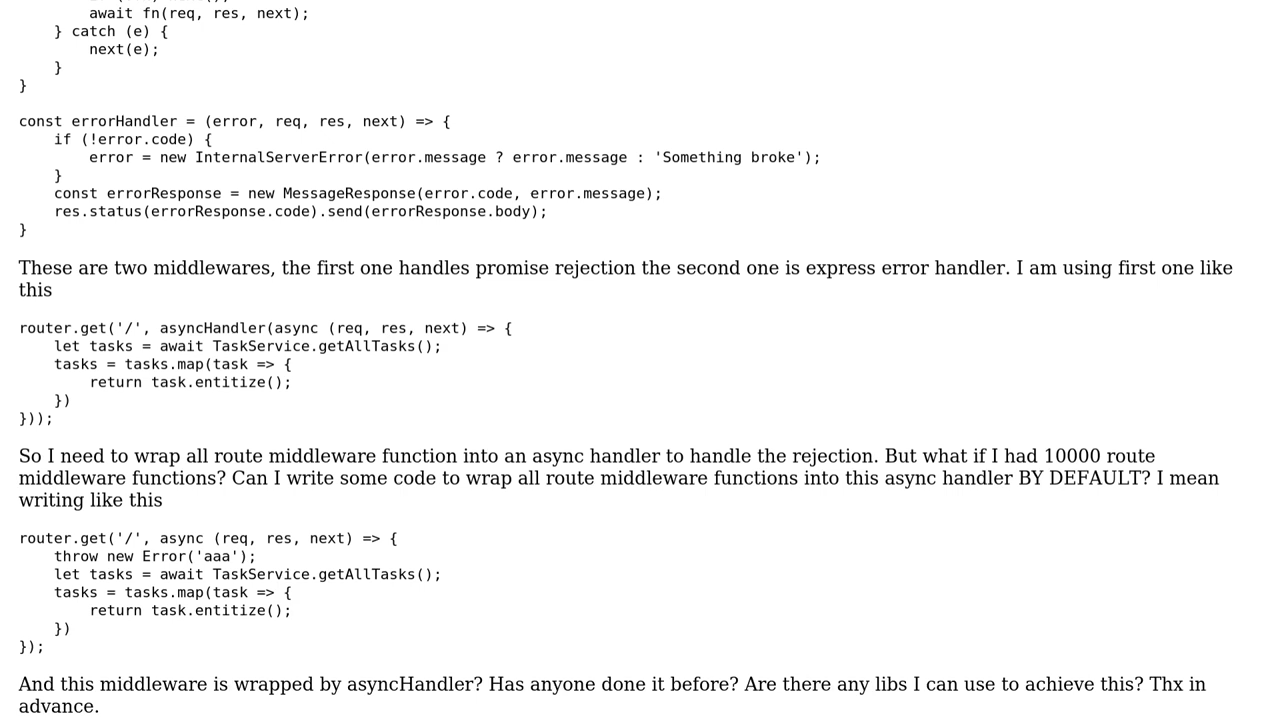 await fn(req, res, next);
    } catch (e) {
        next(e);
    }
}
const errorHandler = (error, req, res, next) => {
    if (!error.code) {
        error = new InternalServerError(error.message ? error.message : 'Something broke');
    }
    const errorResponse = new MessageResponse(error.code, error.message);
    res.status(errorResponse.code).send(errorResponse.body);
}
These are two middlewares, the first one handles promise rejection the second one is express error handler. I am using first one like
this
router.get('/', asyncHandler(async (req, res, next) => {
    let tasks = await TaskService.getAllTasks();
    tasks = tasks.map(task => {
        return task.entitize();
    })
}));
So I need to wrap all route middleware function into an async handler to handle the rejection. But what if I had 10000 route
middleware functions? Can I write some code to wrap all route middleware functions into this async handler BY DEFAULT? I mean
writing like this
router.get('/', async (req, res, next) => {
    throw new Error('aaa');
    let tasks = await TaskService.getAllTasks();
    tasks = tasks.map(task => {
        return task.entitize();
    })
});
And this middleware is wrapped by asyncHandler? Has anyone done it before? Are there any libs I can use to achieve this? Thx in
advance.